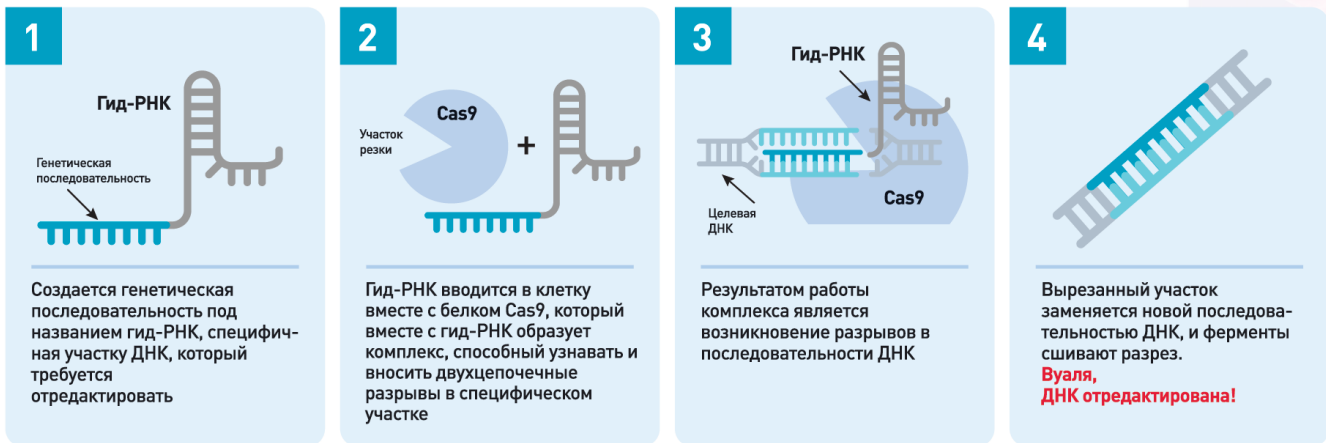 1
Гид-РНК
Генетическая
последовательность
Создается генетическая
последовательность под
названием гид-РНК, специфич-
ная участку ДНК, который
требуется
отредактировать
2
Cas9
Участок
резки
+
Гид-РНК вводится в клетку
вместе с белком Cas9, который
вместе с гид-РНК образует
комплекс, способный узнавать и
вносить двухцепочечные
разрывы в специфическом
участке
3
Гид-РНК
Целевая
ДНК
Cas9
Результатом работы
комплекса является
возникновение разрывов в
последовательности ДНК
4
Вырезанный участок
заменяется новой последова-
тельностью ДНК, и ферменты
сшивают разрез.
Вуаля,
ДНК отредактирована!